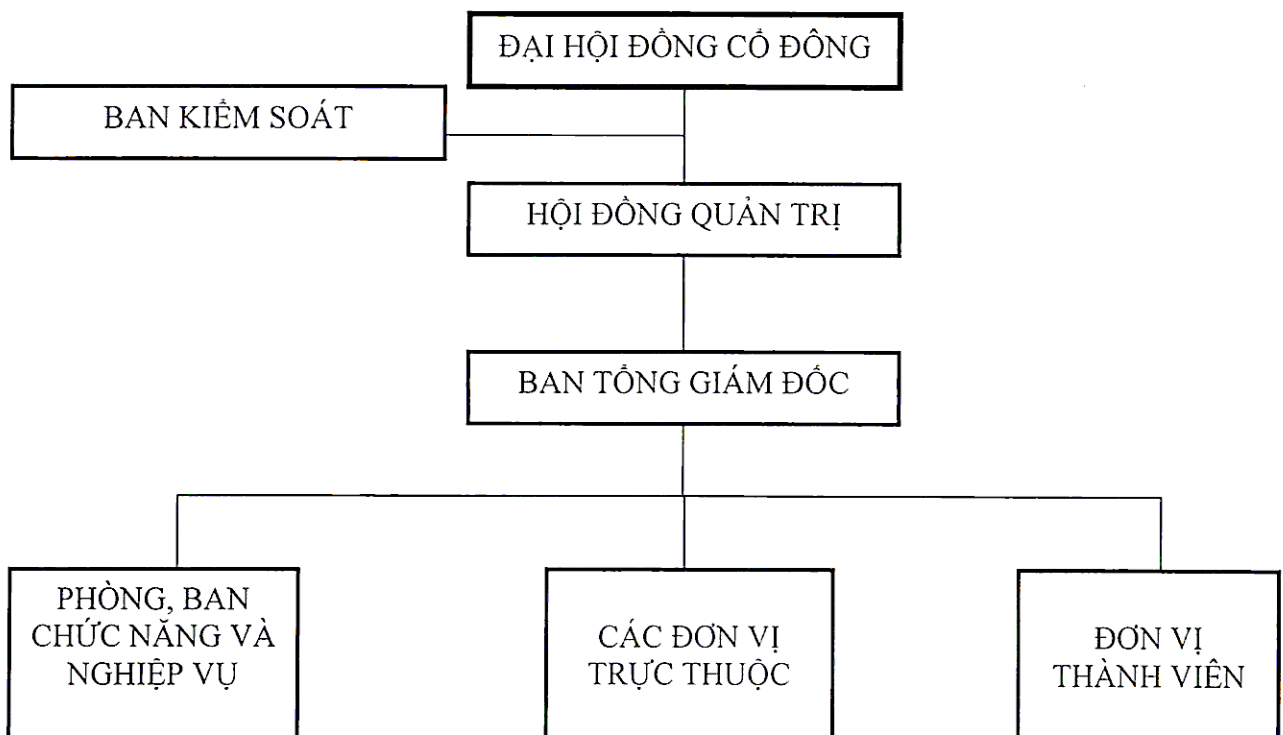 ĐẠI HỘI ĐỒNG CỔ ĐÔNG
BAN KIỂM SOÁT
HỘI ĐỒNG QUẢN TRỊ
BAN TỔNG GIÁM ĐỐC
PHÒNG, BAN
CHỨC NĂNG VÀ
NGHIỆP VỤ
CÁC ĐƠN VỊ
TRỰC THUỘC
ĐƠN VỊ
THÀNH VIÊN